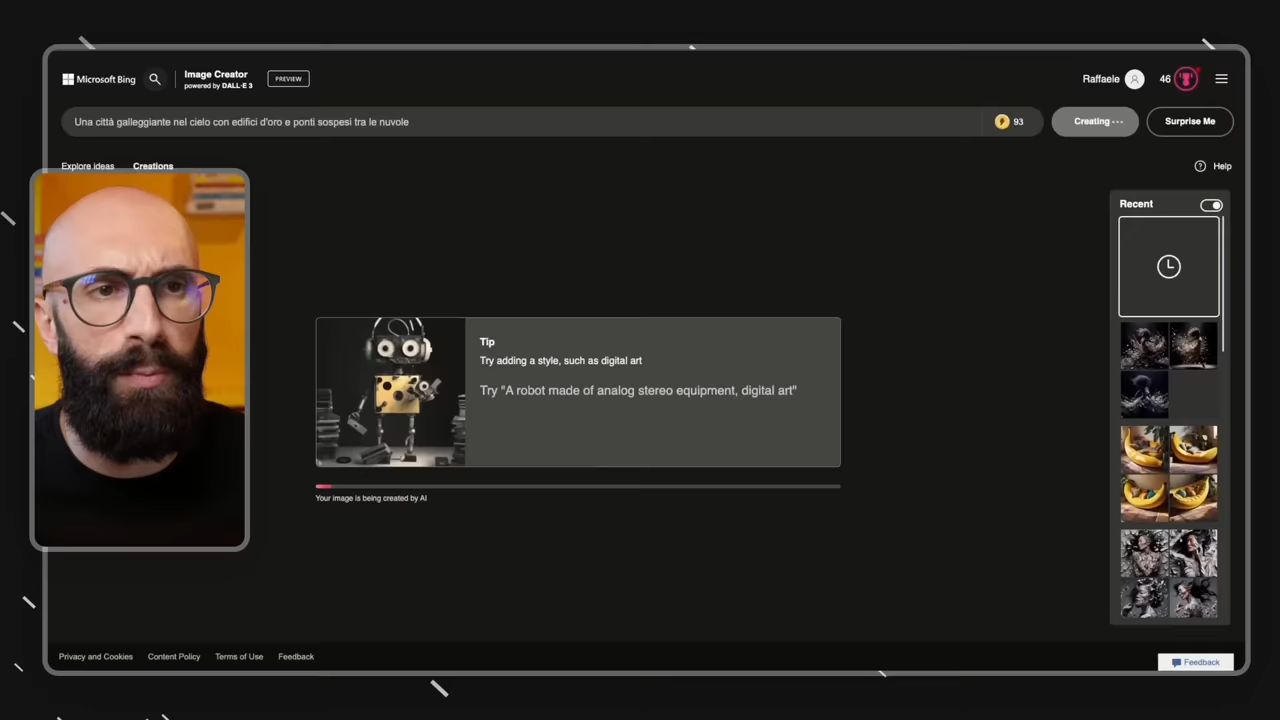 Microsoft Bing
Image Creator
powered by DALL·E 3
PREVIEW
Raffaele
46
Una città galleggiante nel cielo con edifici d'oro e ponti sospesi tra le nuvole
93
Creating ···
Surprise Me
Explore ideas
Creations
Help
Recent
Tip
Try adding a style, such as digital art
Try "A robot made of analog stereo equipment, digital art"
Your image is being created by AI
Privacy and Cookies
Content Policy
Terms of Use
Feedback
Feedback